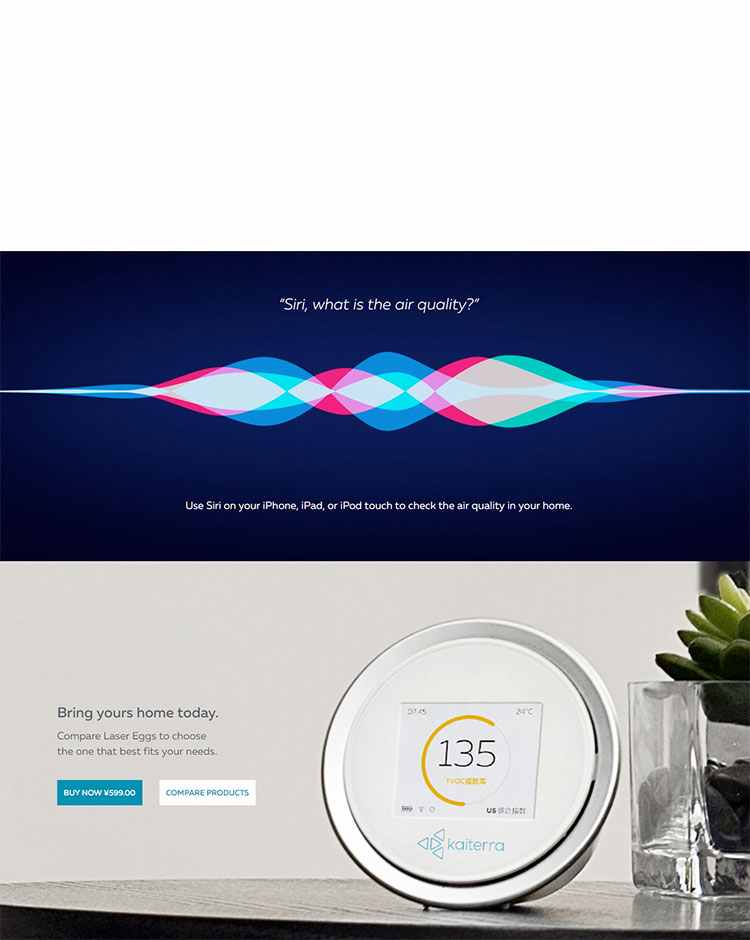 “Siri, what is the air quality?”
Use Siri on your iPhone, iPad, or iPod touch to check the air quality in your home.
Bring yours home today.
Compare Laser Eggs to choose
the one that best fits your needs.
BUY NOW ¥599.00
COMPARE PRODUCTS
07:45
24°C
135
TVOC指數高
US 綜合指數
kaiterra